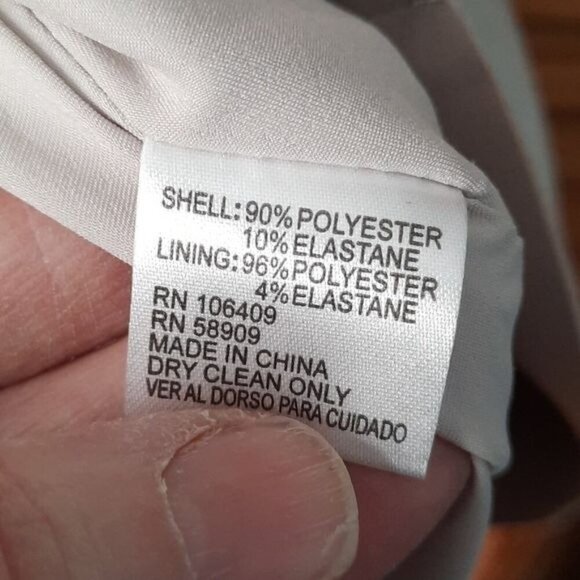 SHELL: 90% POLYESTER
10% ELASTANE
LINING: 96% POLYESTER
4% ELASTANE
RN 106409
RN 58909
MADE IN CHINA
DRY CLEAN ONLY
VER AL DORSO PARA CUIDADO